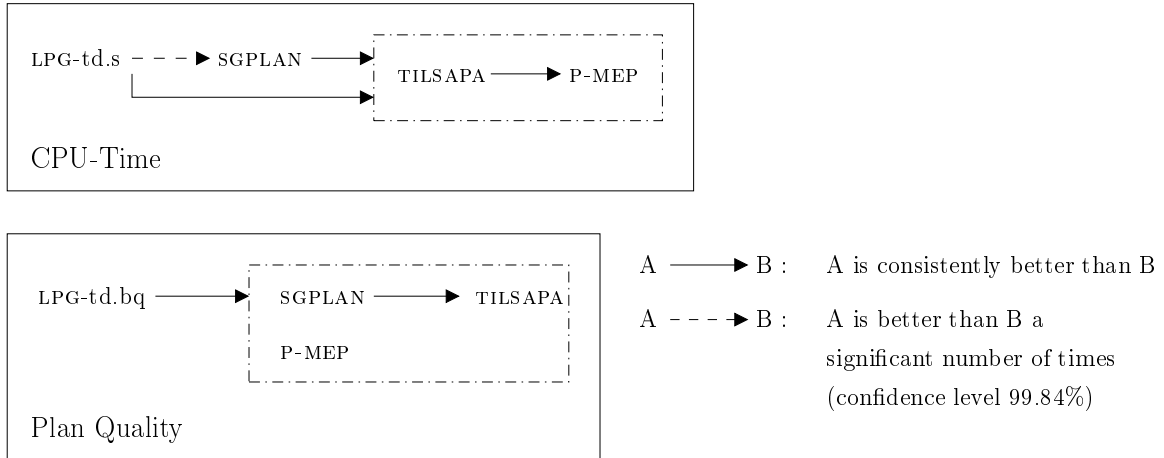 LPG-td.s SGPLAN
TILSAPA P-MEP
CPU-Time
LPG-td.bq SGPLAN TILSAPA
P-MEP
Plan Quality
A B : A is consistently better than B
A B : A is better than B a
significant number of times
(confidence level 99.84%)